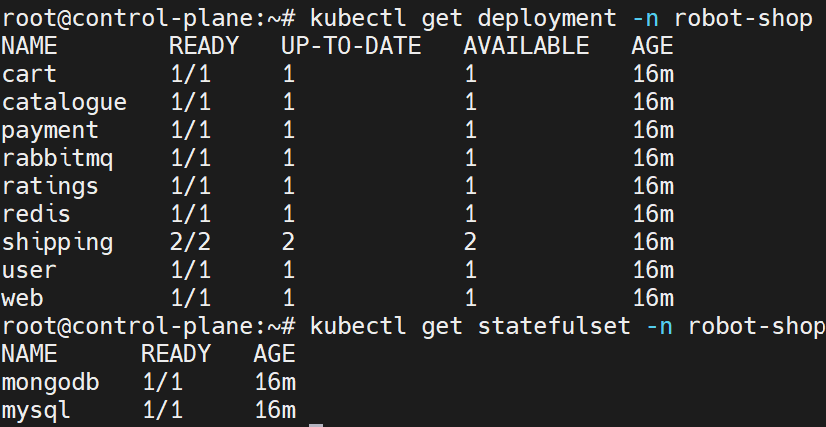 root@control-plane:~# kubectl get deployment -n robot-shop
NAME        READY   UP-TO-DATE   AVAILABLE   AGE
cart        1/1     1            1           16m
catalogue   1/1     1            1           16m
payment     1/1     1            1           16m
rabbitmq    1/1     1            1           16m
ratings     1/1     1            1           16m
redis       1/1     1            1           16m
shipping    2/2     2            2           16m
user        1/1     1            1           16m
web         1/1     1            1           16m
root@control-plane:~# kubectl get statefulset -n robot-shop
NAME      READY   AGE
mongodb   1/1     16m
mysql     1/1     16m